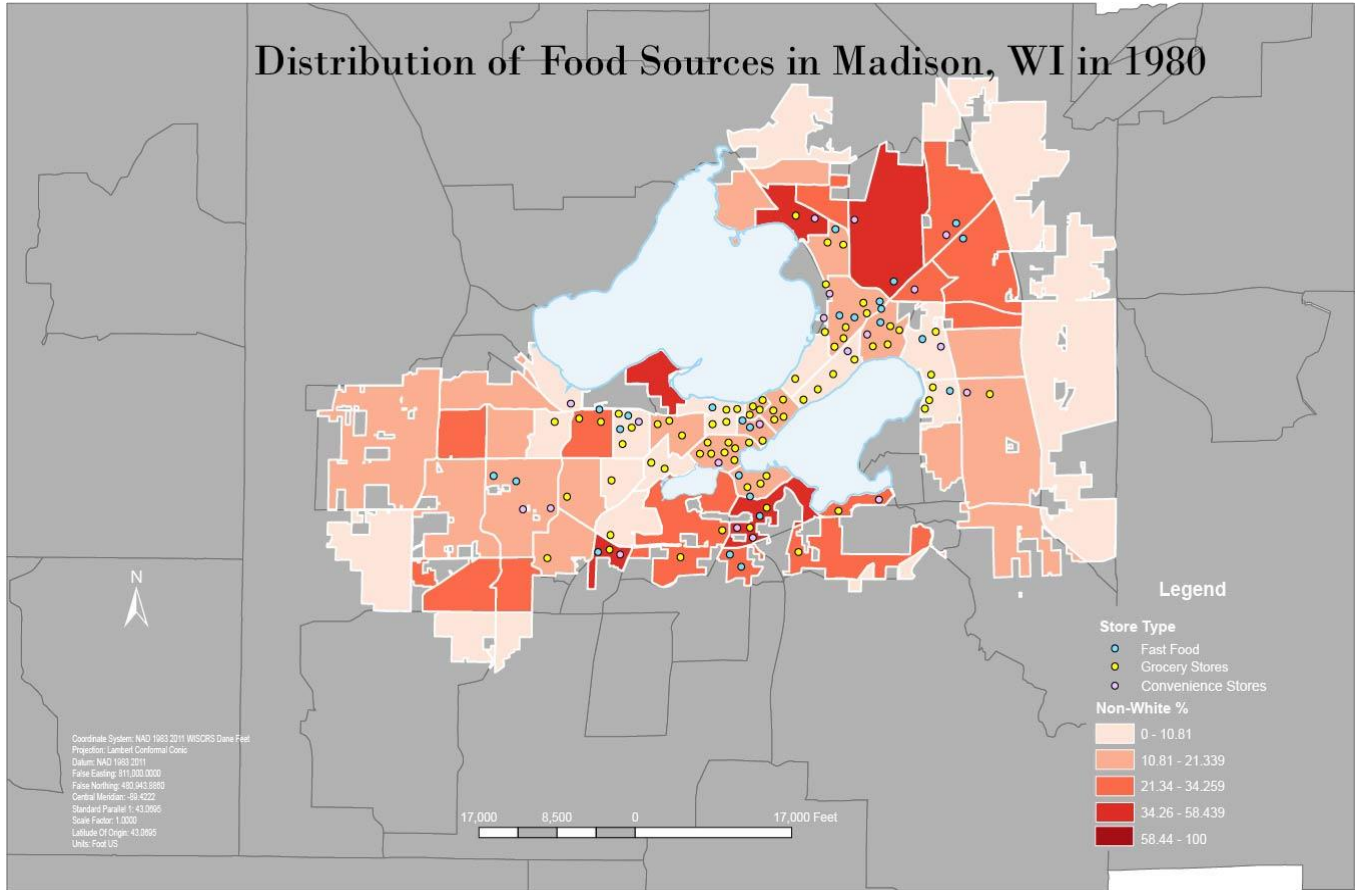 Distribution of Food Sources in Madison, WI in 1980
N
Legend
Store Type
Fast Food
Grocery Stores
Convenience Stores
Non-White %
0 - 10.81
10.81 - 21.339
21.34 - 34.259
34.26 - 58.439
58.44 - 100
Coordinate System: NAD 1983 2011 WISCRS Dane Feet
Projection: Lambert Conformal Conic
Datum: NAD 1983 2011
False Easting: 811,000.0000
False Northing: 480,943.8860
Central Meridian: -89.4222
Standard Parallel 1: 43.0695
Scale Factor: 1.0000
Latitude Of Origin: 43.0695
Units: Foot US
17,000 8,500 0 17,000 Feet